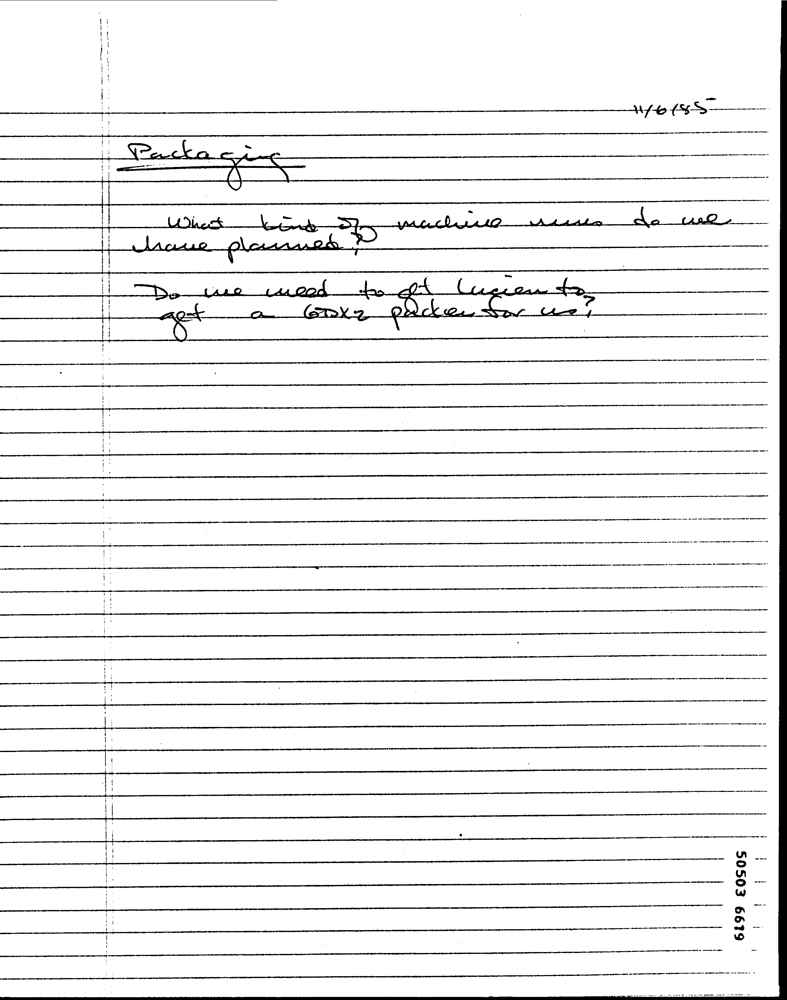 11/6/85
Packaging
What kind of machine runs do we
have planned?
Do we need to get Lucien to
get a GDX2 packer for us?
50503 6619